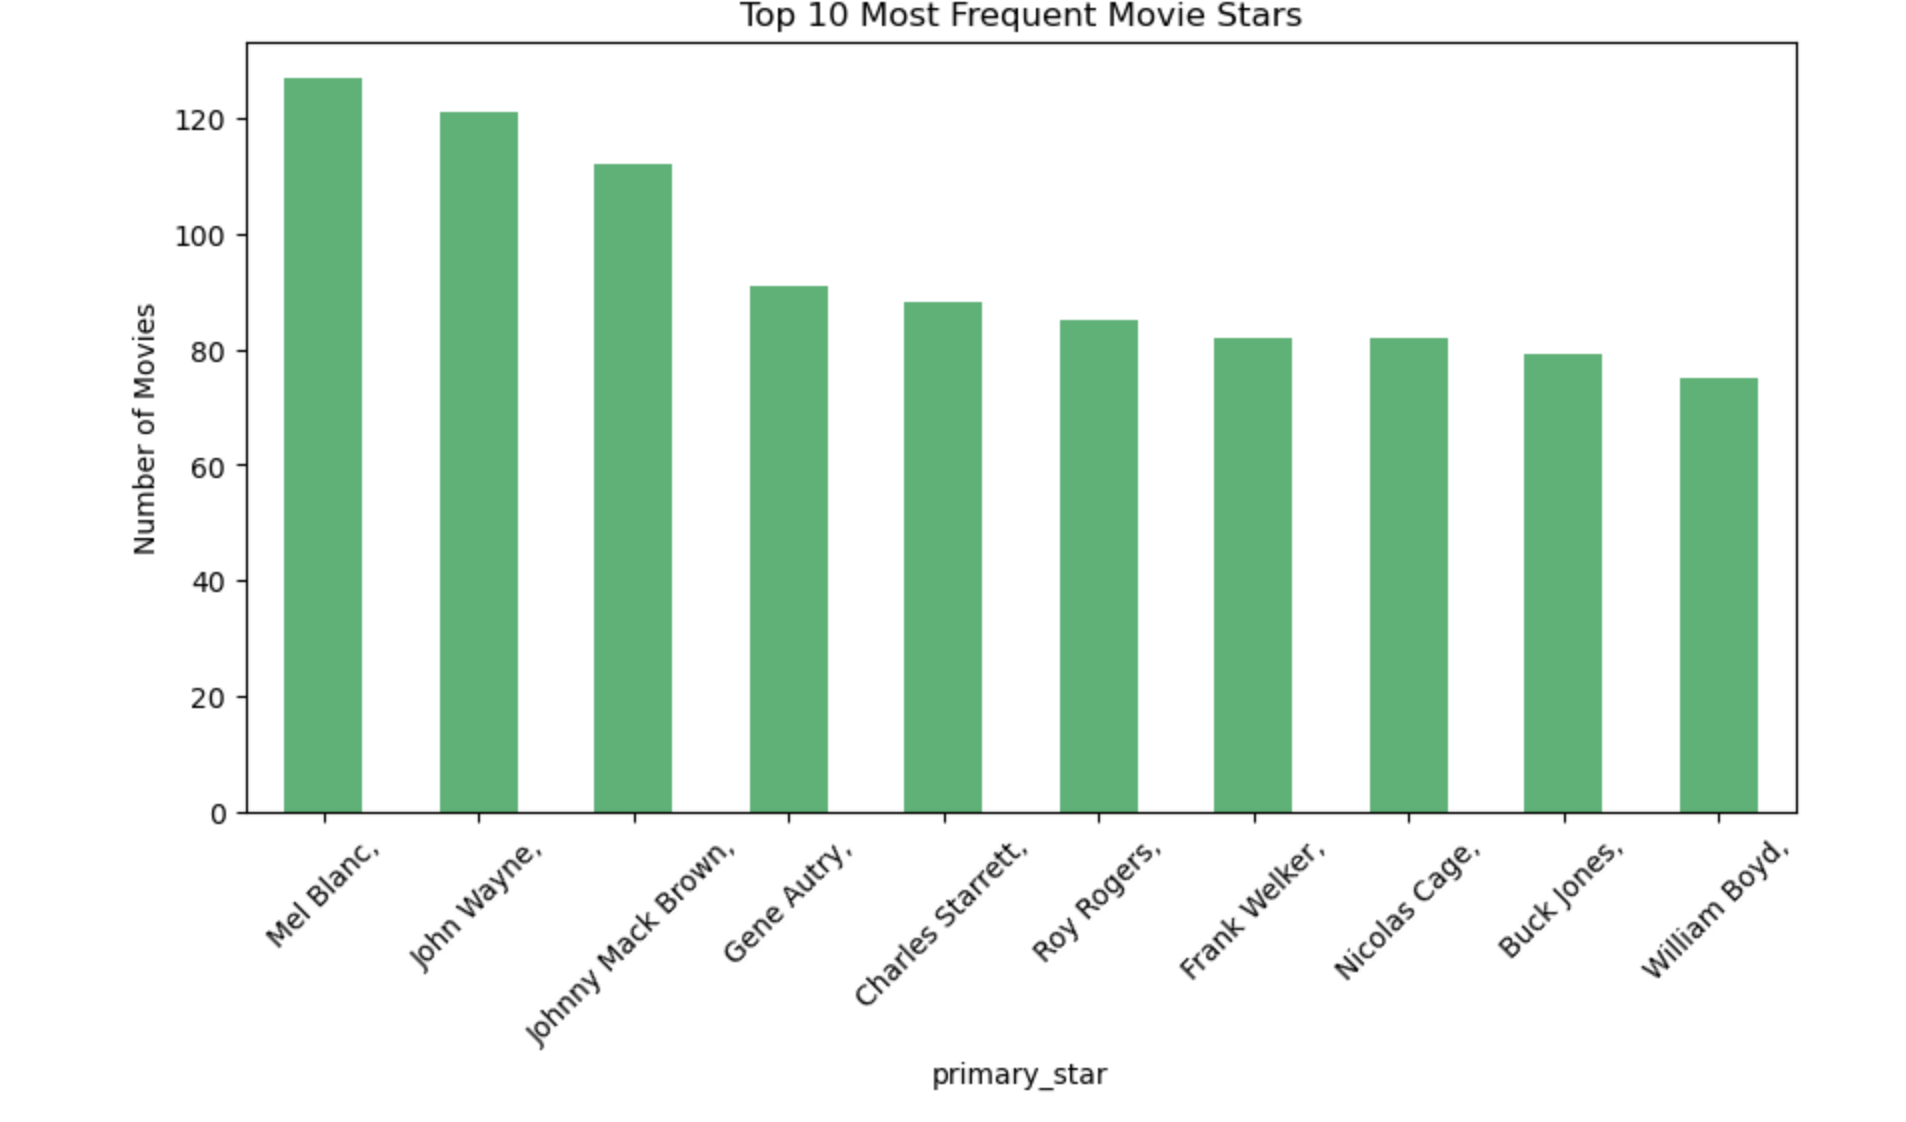 Top 10 Most Frequent Movie Stars
Number of Movies
120
100
80
60
40
20
0
Mel Blanc,
John Wayne,
Johnny Mack Brown,
Gene Autry,
Charles Starrett,
Roy Rogers,
Frank Welker,
Nicolas Cage,
Buck Jones,
William Boyd,
primary_star